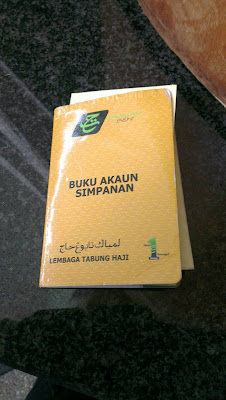 BUKU AKAUN
SIMPANAN
لمباݢ تابوڠ حاج
LEMBAGA TABUNG HAJI